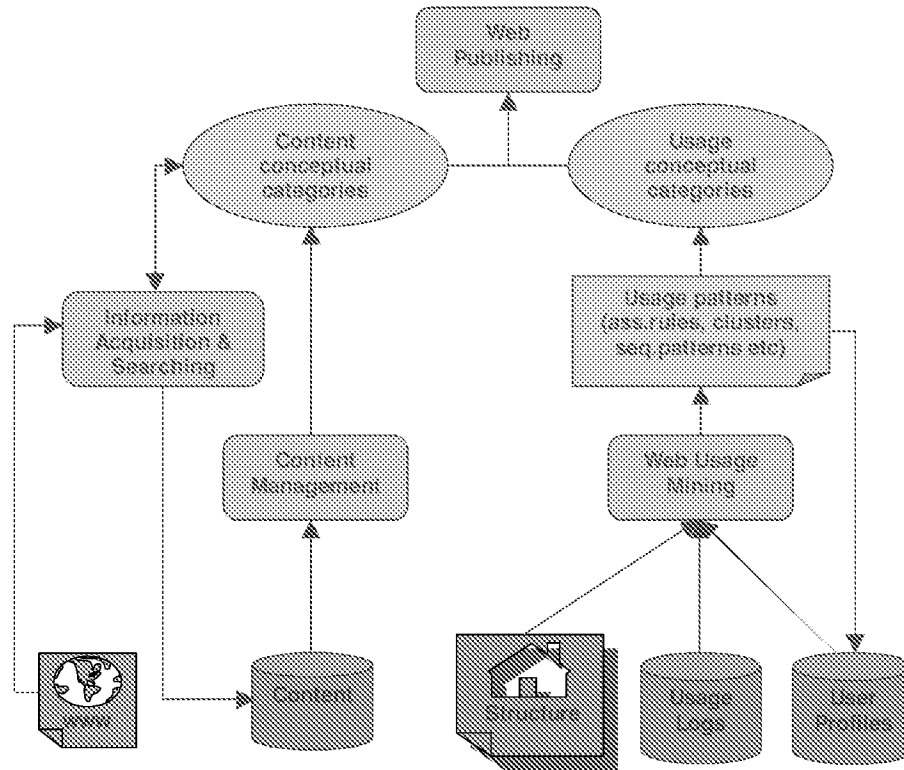 Web
Publishing
Content
conceptual
categories
Usage
conceptual
categories
Information
Acquisition &
Searching
Usage patterns
(ass.rules, clusters,
seq.patterns etc)
Content
Management
Web Usage
Mining
www
Content
Structure
Usage
Logs
User
Profiles